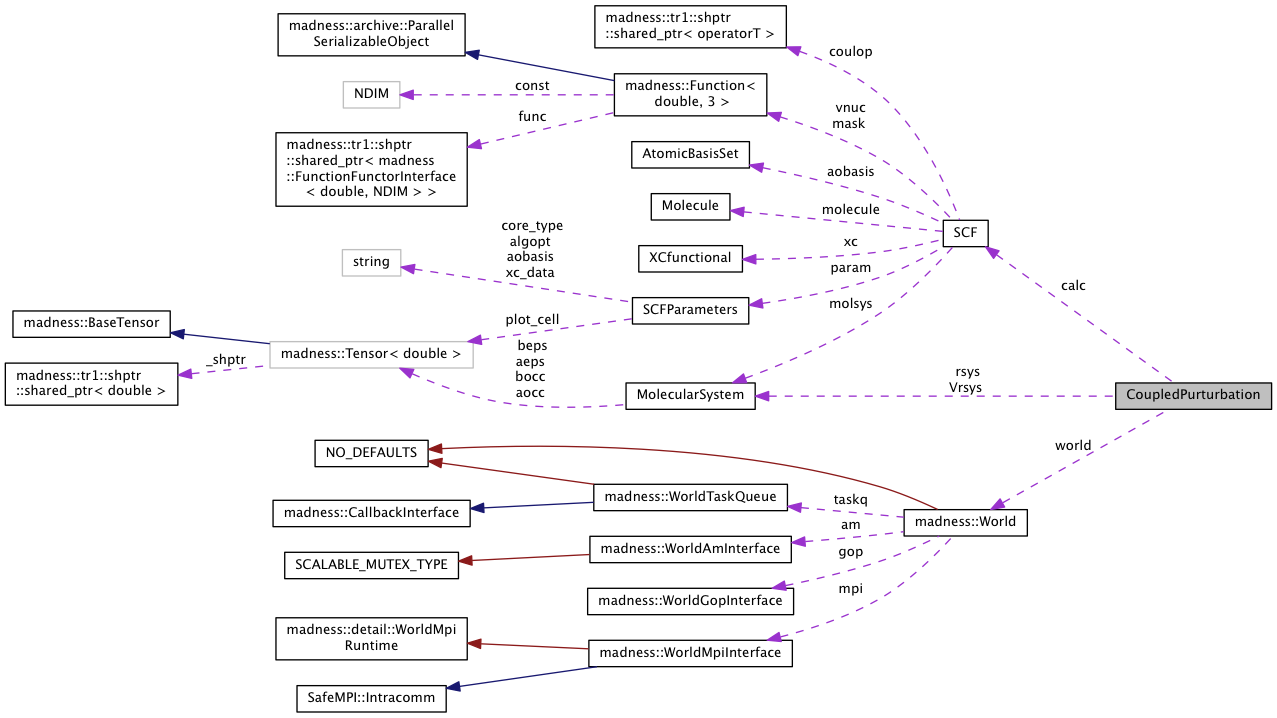 madness::archive::Parallel
SerializableObject
madness::tr1::shptr
::shared_ptr< operatorT >
coulop
NDIM
const
madness::Function<
double, 3 >
vnuc
mask
func
madness::tr1::shptr
::shared_ptr< madness
::FunctionFunctorInterface
< double, NDIM > >
AtomicBasisSet
aobasis
Molecule
molecule
SCF
core_type
algopt
aobasis
xc_data
string
XCfunctional
xc
param
calc
SCFParameters
molsys
madness::BaseTensor
plot_cell
madness::Tensor< double >
_shptr
madness::tr1::shptr
::shared_ptr< double >
beps
aeps
bocc
aocc
MolecularSystem
rsys
Vrsys
CoupledPurturbation
world
NO_DEFAULTS
madness::WorldTaskQueue
taskq
madness::CallbackInterface
madness::World
am
SCALABLE_MUTEX_TYPE
madness::WorldAmInterface
gop
madness::WorldGopInterface
mpi
madness::detail::WorldMpi
Runtime
madness::WorldMpiInterface
SafeMPI::Intracomm